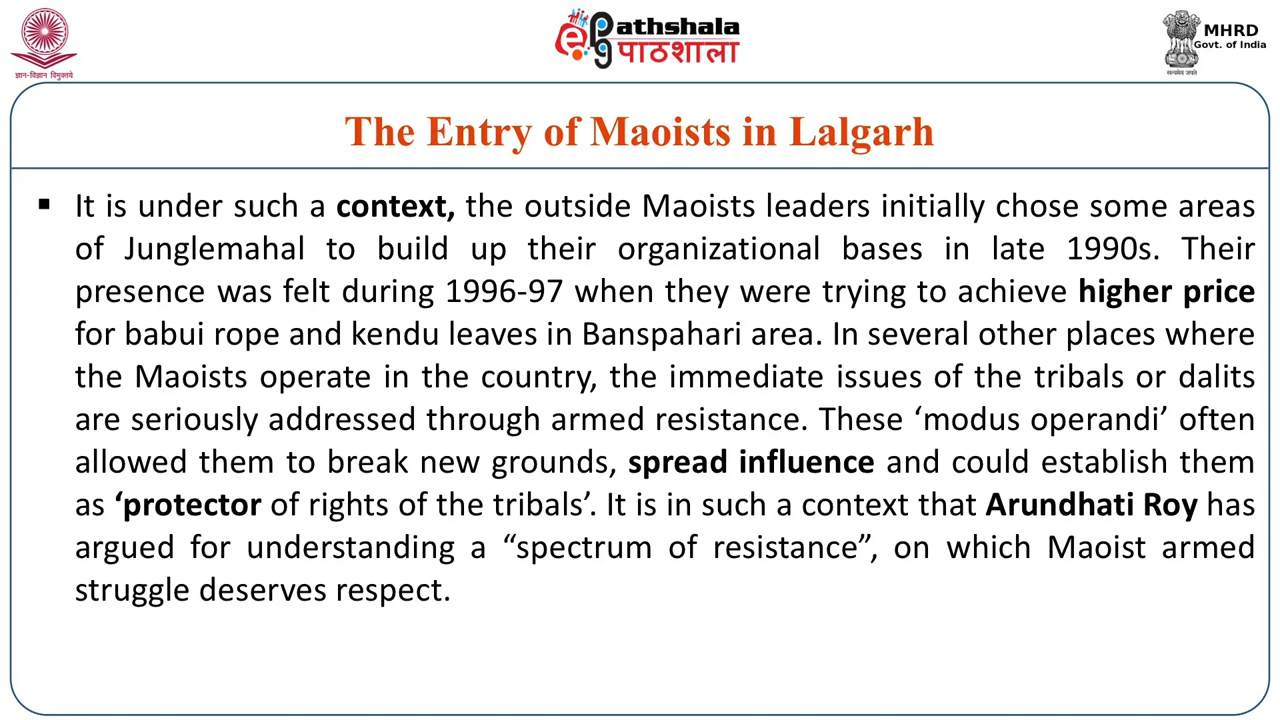 ज्ञान-विज्ञान विमुक्तये
ePgathshala
पाठशाला
MHRD
Govt. of India
सत्यमेव जयते
The Entry of Maoists in Lalgarh
▪ It is under such a context, the outside Maoists leaders initially chose some areas
of Junglemahal to build up their organizational bases in late 1990s. Their
presence was felt during 1996-97 when they were trying to achieve higher price
for babui rope and kendu leaves in Banspahari area. In several other places where
the Maoists operate in the country, the immediate issues of the tribals or dalits
are seriously addressed through armed resistance. These ‘modus operandi’ often
allowed them to break new grounds, spread influence and could establish them
as ‘protector of rights of the tribals’. It is in such a context that Arundhati Roy has
argued for understanding a “spectrum of resistance”, on which Maoist armed
struggle deserves respect.